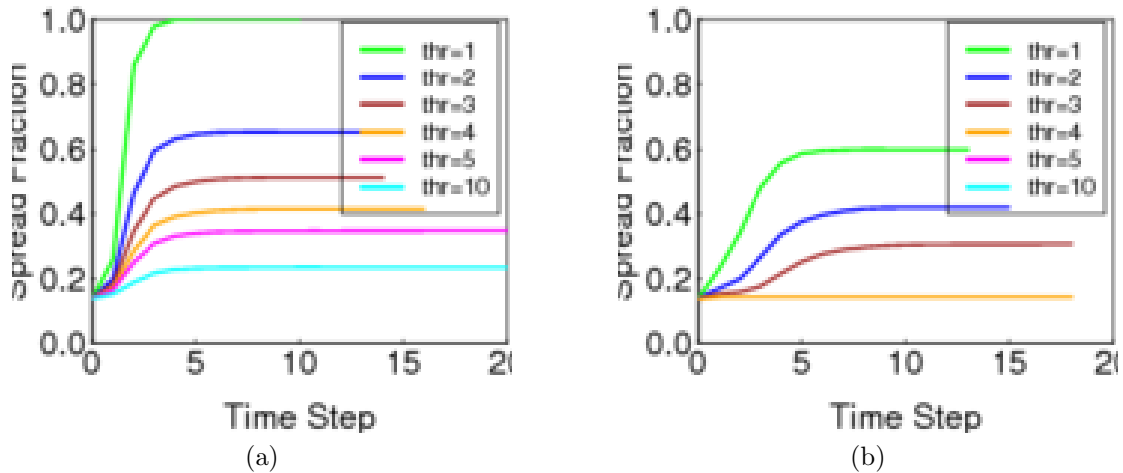 1.0
0.8
0.6
0.4
0.2
0.0
Spread Fraction
thr=1
thr=2
thr=3
thr=4
thr=5
thr=10
0 5 10 15 20
Time Step
(a)
1.0
0.8
0.6
0.4
0.2
0.0
Spread Fraction
thr=1
thr=2
thr=3
thr=4
thr=5
thr=10
0 5 10 15 20
Time Step
(b)